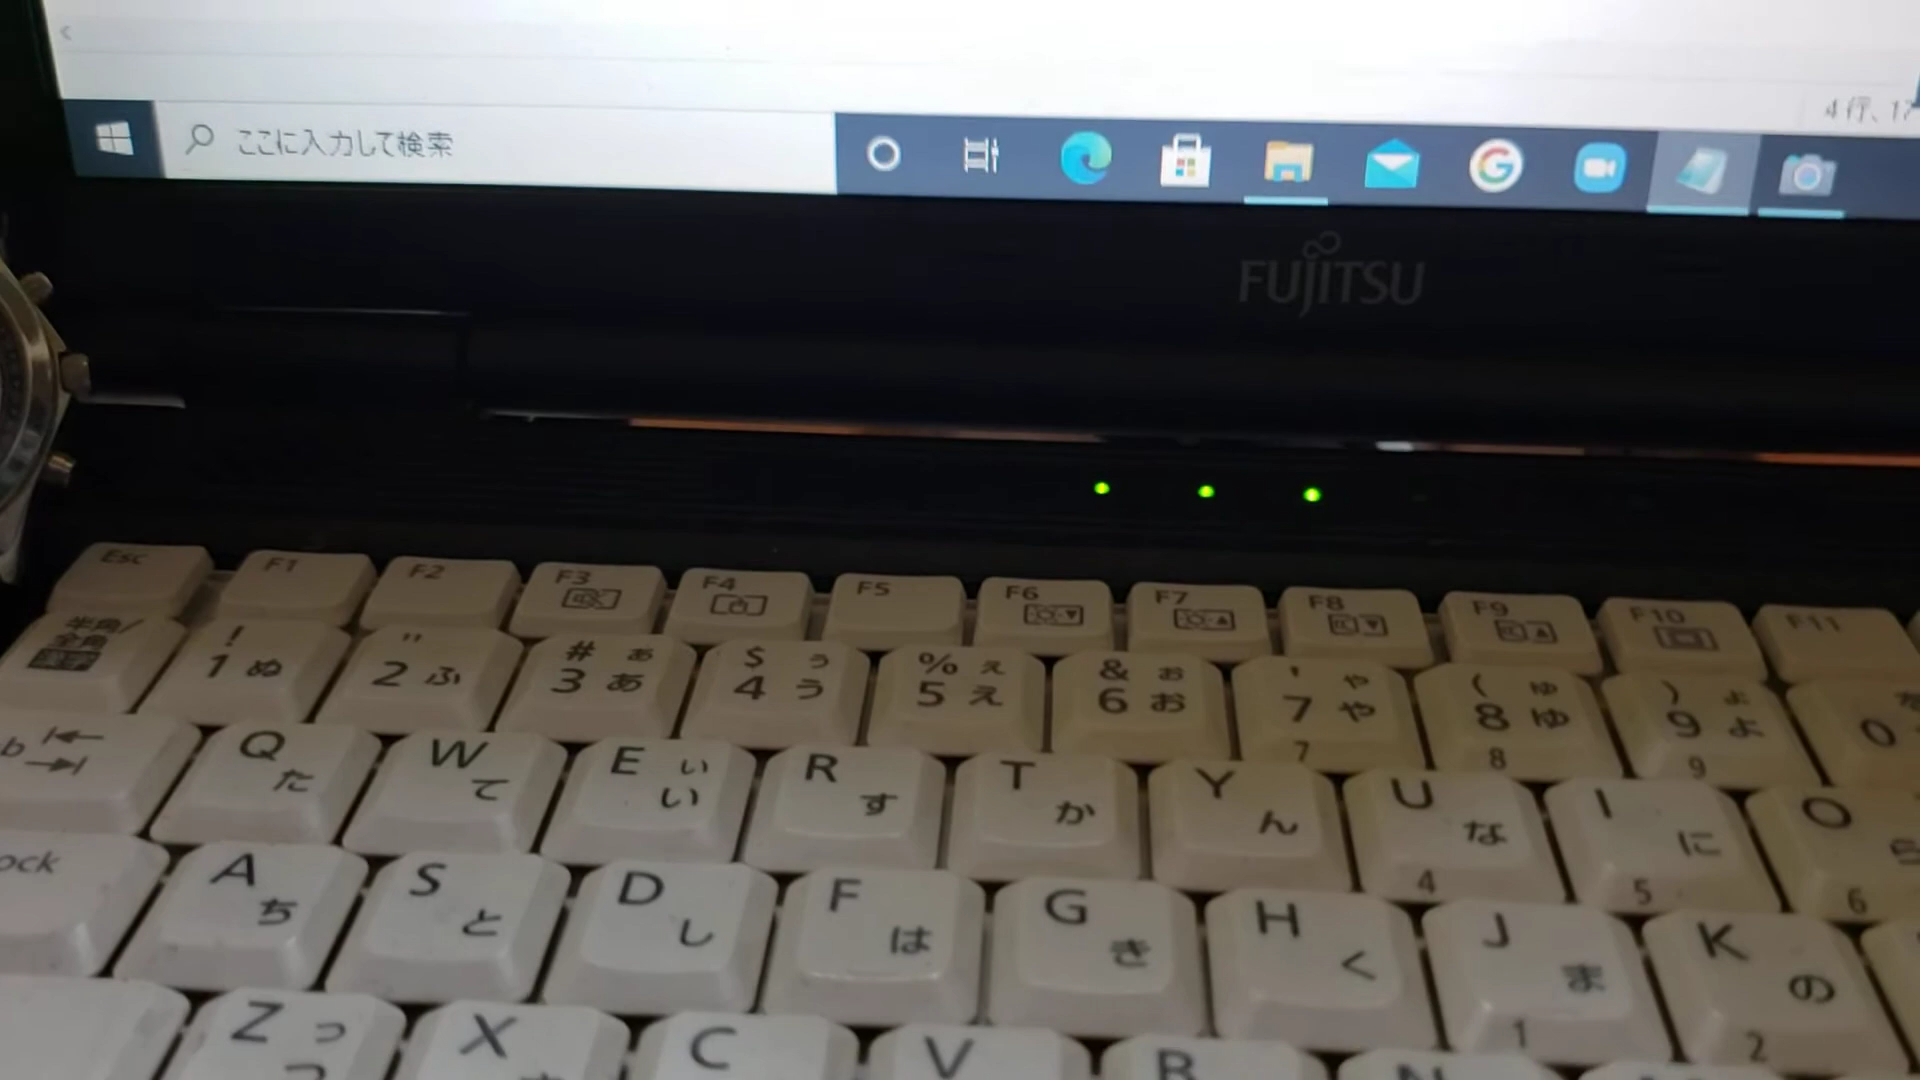 4行、17
ここに入力して検索
FUJITSU
Esc F1 F2 F3 F4 F5 F6 F7 F8 F9 F10 F11
半角/
全角
漢字
! 1 ぬ
" 2 ふ
# ぁ 3 あ
$ ぅ 4 う
% ぇ 5 え
& ぉ 6 お
' ゃ 7 や 7
( ゅ 8 ゆ 8
) ょ 9 よ 9
0
b
Q た
W て
E ぃ い
R す
T か
Y ん
U な 4
I に 5
O ら 6
ock
A ち
S と
D し
F は
G き
H く
J ま 1
K の 2
Z っ つ
X
C
V
B
N